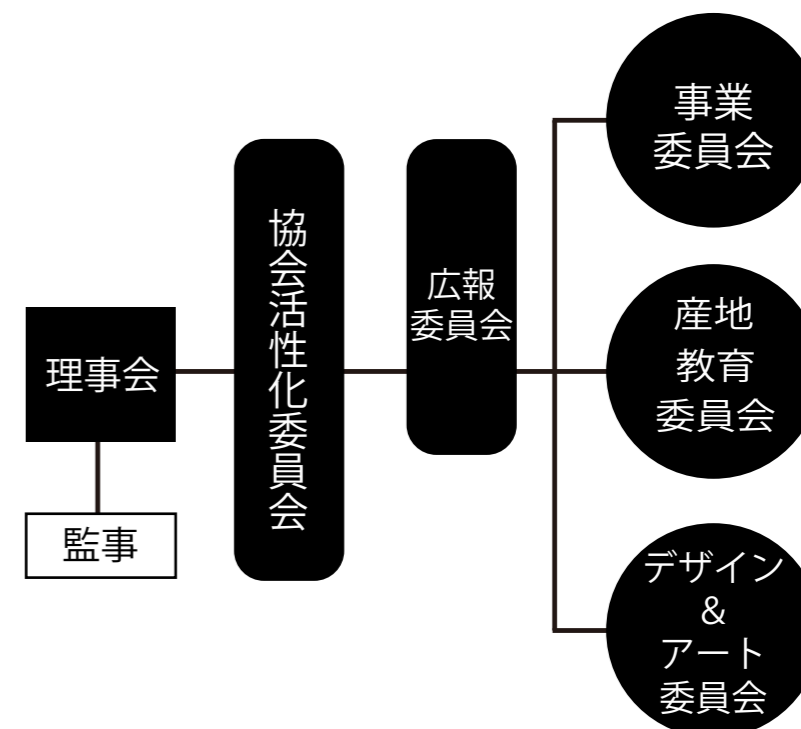 理事会
監事
協会活性化委員会
広報
委員会
事業
委員会
産地
教育
委員会
デザイン
&
アート
委員会